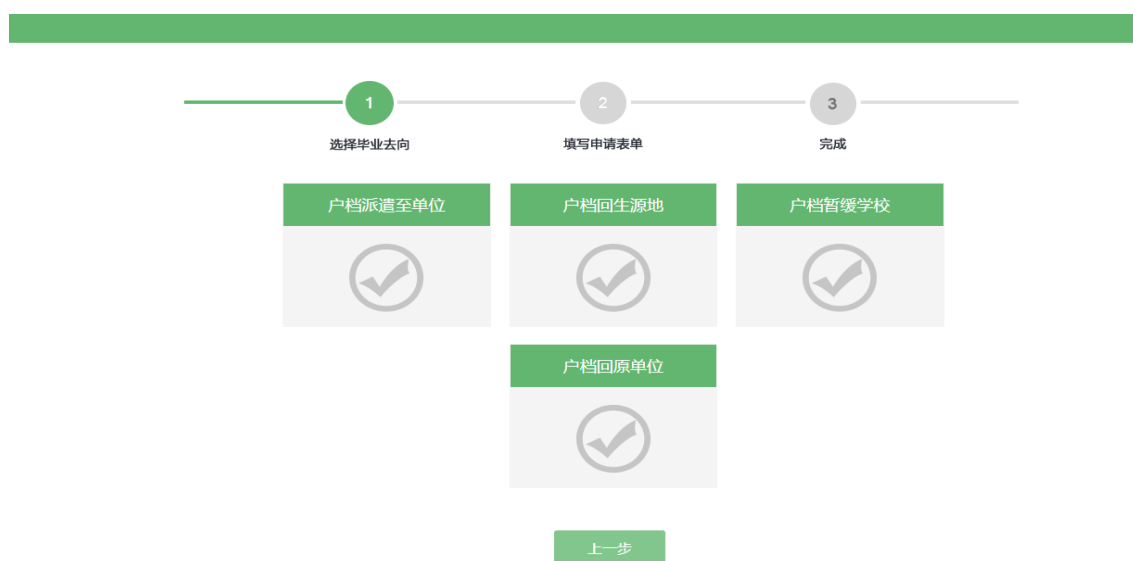 1
2
3
选择毕业去向
填写申请表单
完成
户档派遣至单位
户档回生源地
户档暂缓学校
户档回原单位
上一步